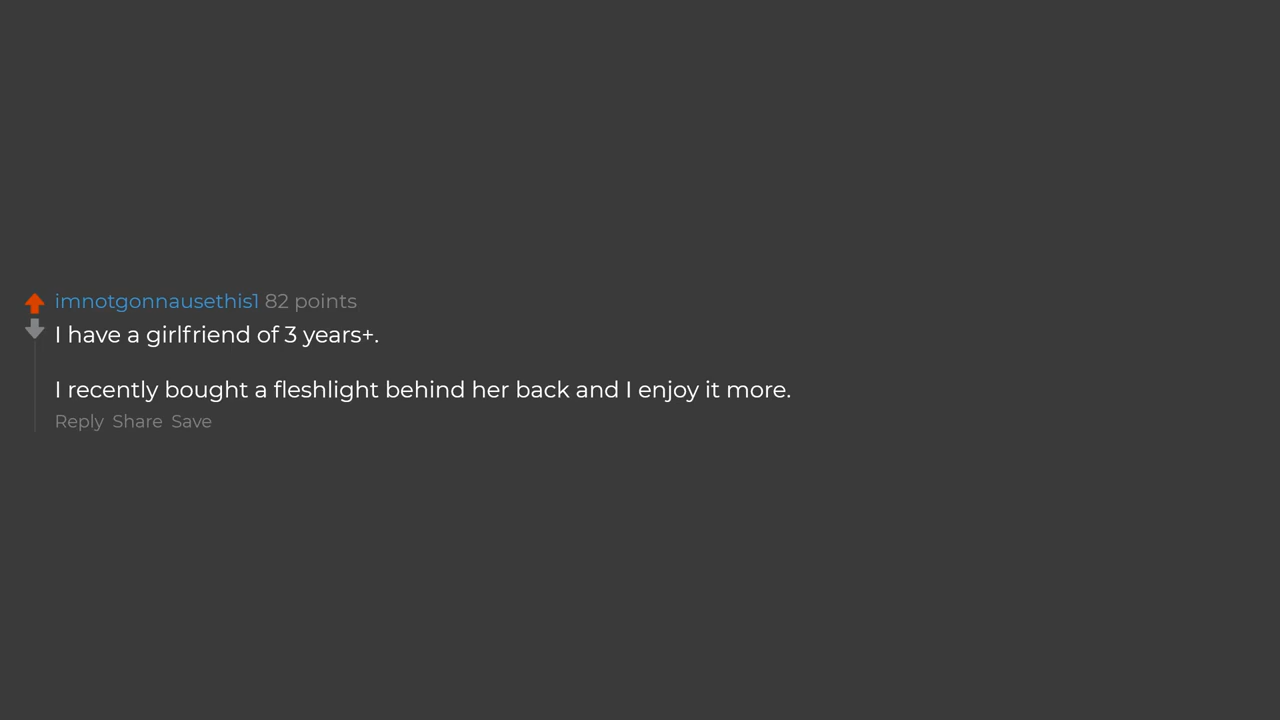 imnotgonnausethis1 82 points
I have a girlfriend of 3 years+.
I recently bought a fleshlight behind her back and I enjoy it more.
Reply Share Save